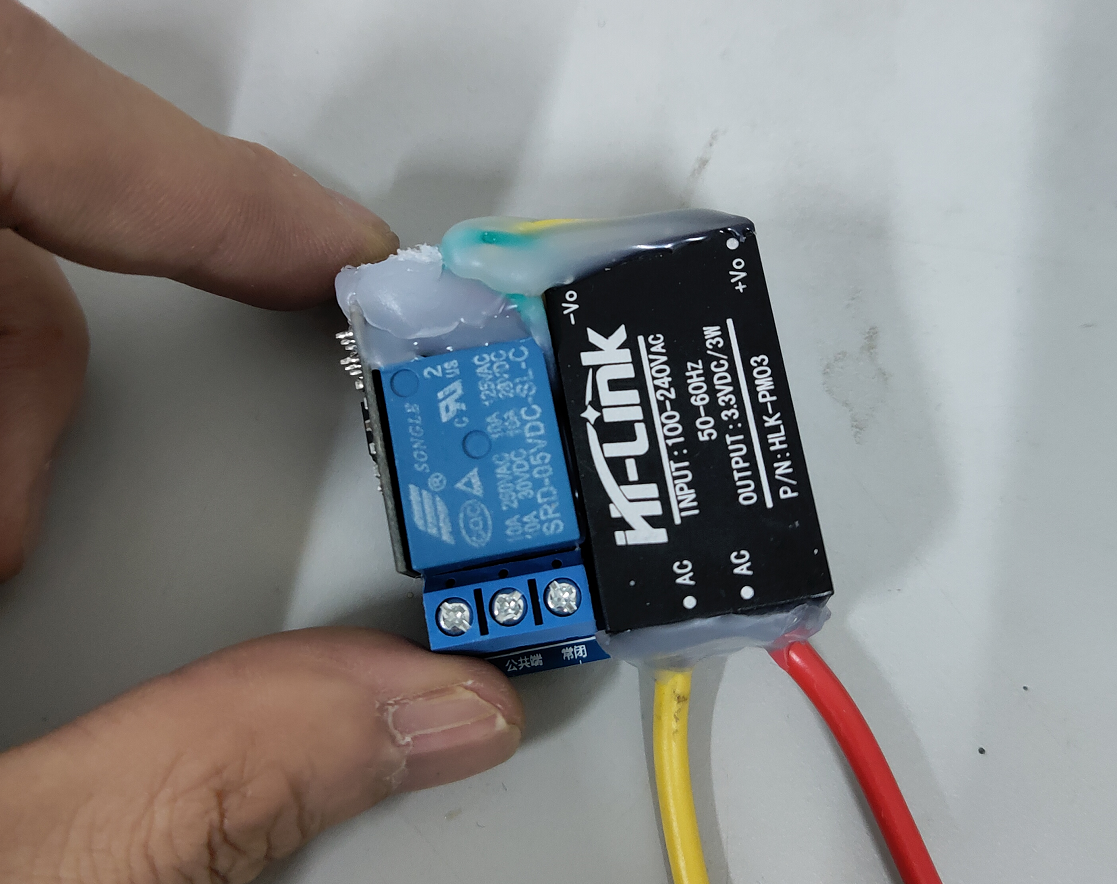 SONGLE
10A 250VAC 10A 125VAC
10A 30VDC 10A 28VDC
SRD-05VDC-SL-C
公共端 常闭
-Vo
+Vo
Hi-Link
INPUT:100-240VAC
50-60Hz
OUTPUT:3.3VDC/3W
P/N:HLK-PM03
AC
AC